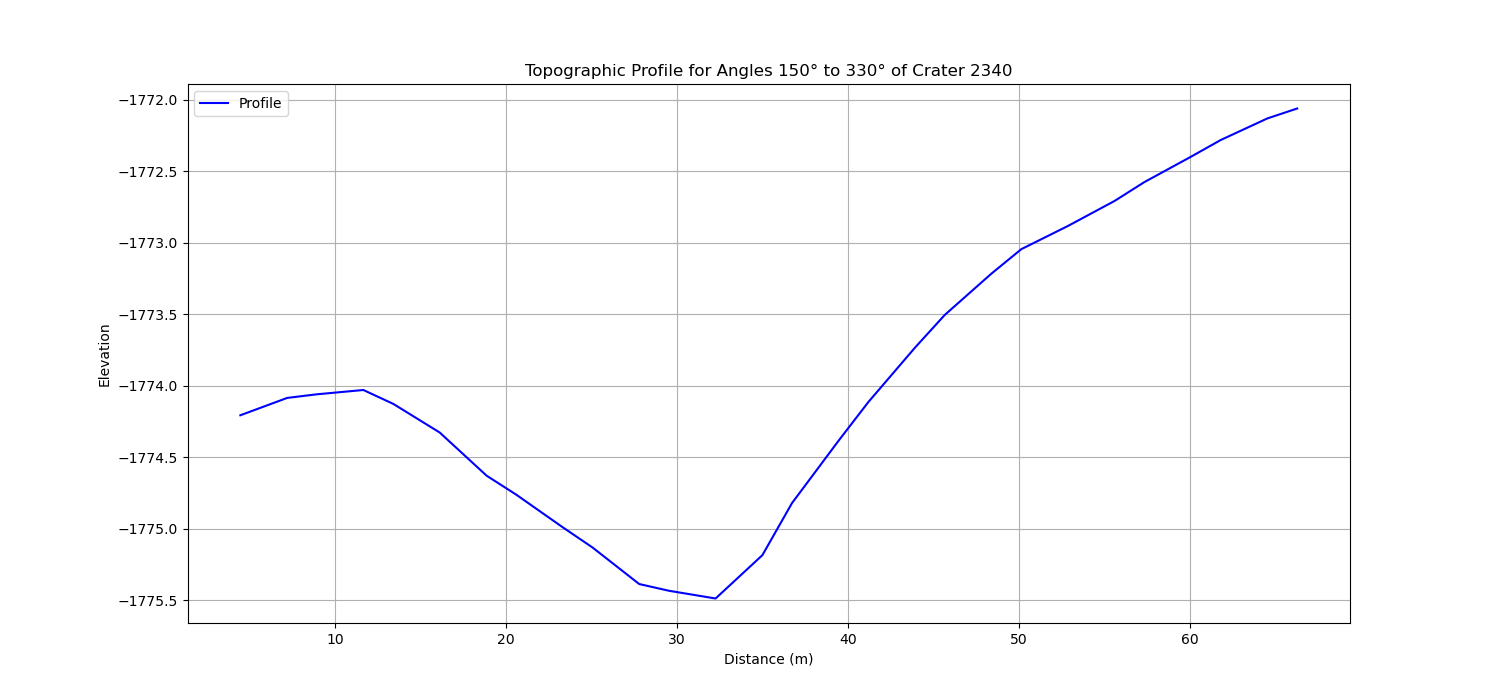 Topographic Profile for Angles 150° to 330° of Crater 2340
Profile
−1772.0
−1772.5
−1773.0
−1773.5
−1774.0
−1774.5
−1775.0
−1775.5
Elevation
10 20 30 40 50 60
Distance (m)